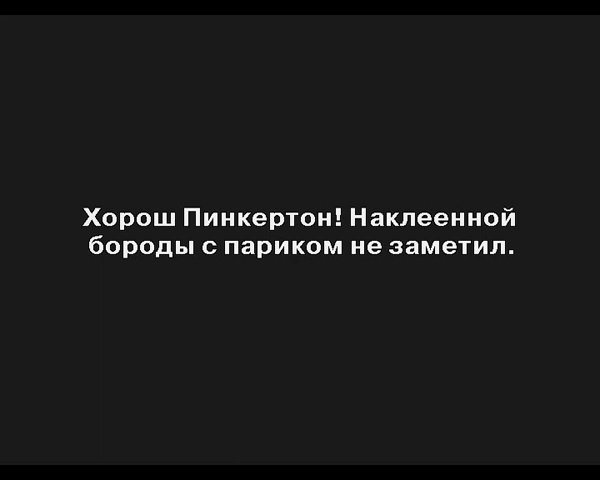 Хорош Пинкертон! Наклеенной
бороды с париком не заметил.